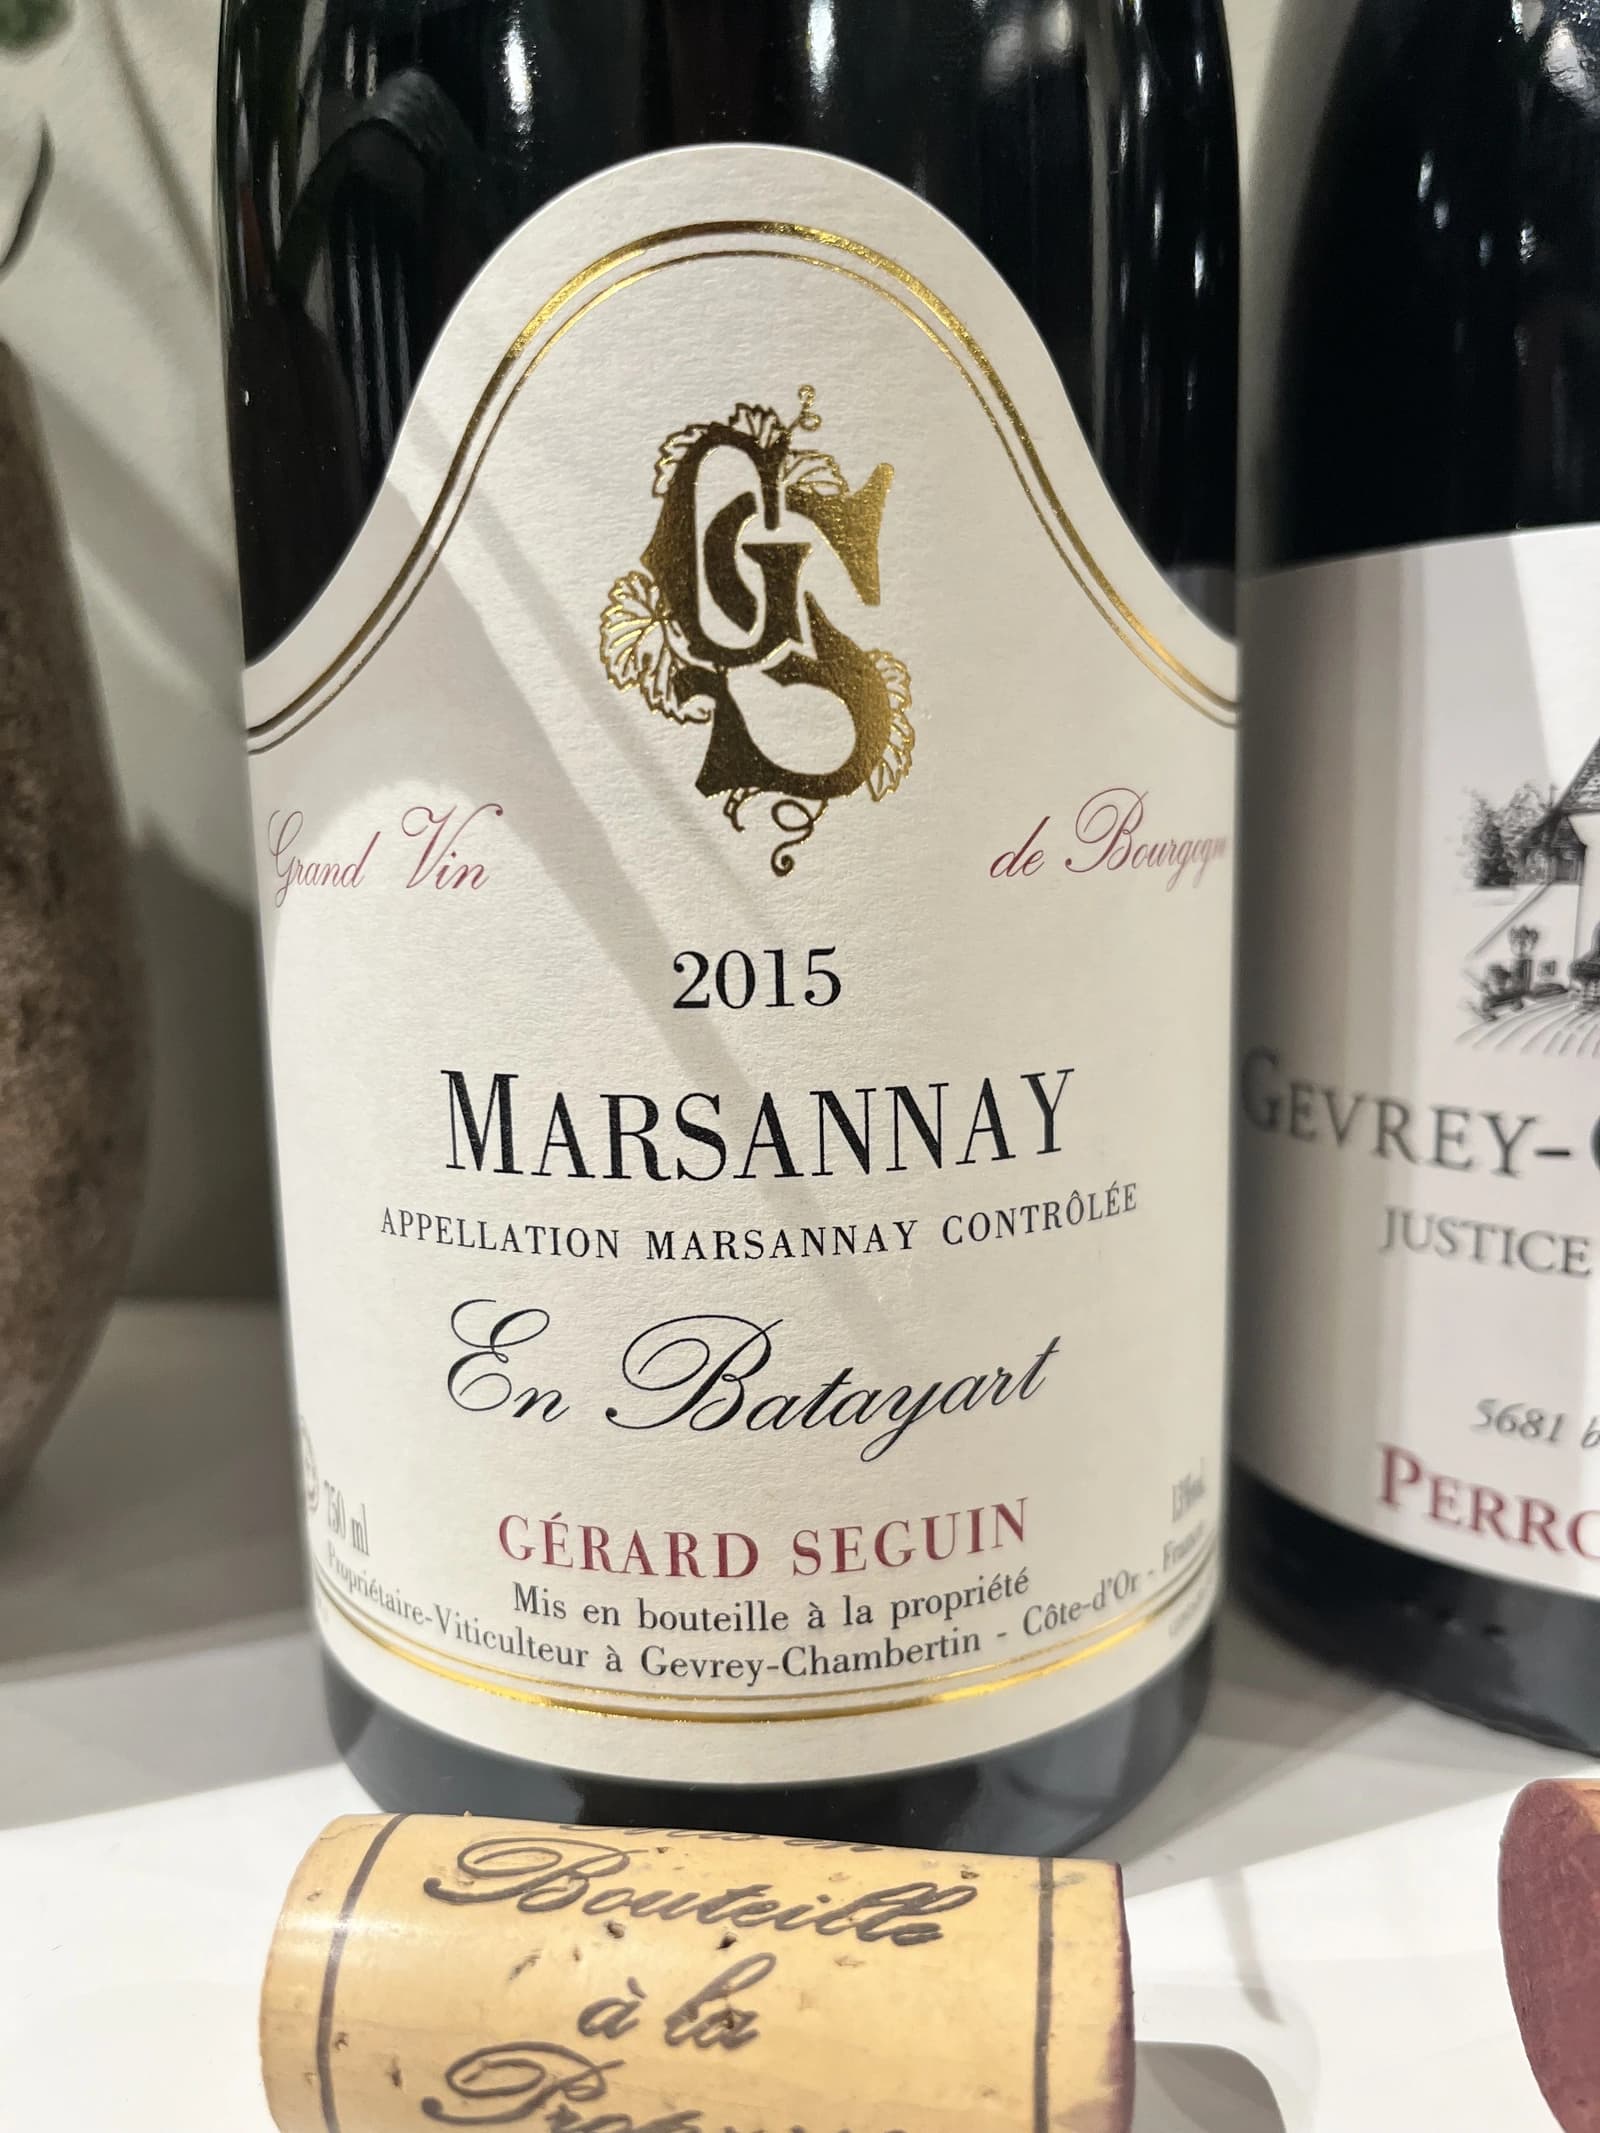 GS
Grand Vin de Bourgogne
2015
MARSANNAY
APPELLATION MARSANNAY CONTRÔLÉE
En Batayart
750 ml
GÉRARD SEGUIN
Mis en bouteille à la propriété
Propriétaire-Viticulteur à Gevrey-Chambertin - Côte-d'Or - France
GEVREY-
JUSTICE
5681 b
PERRO
Bouteille
à la